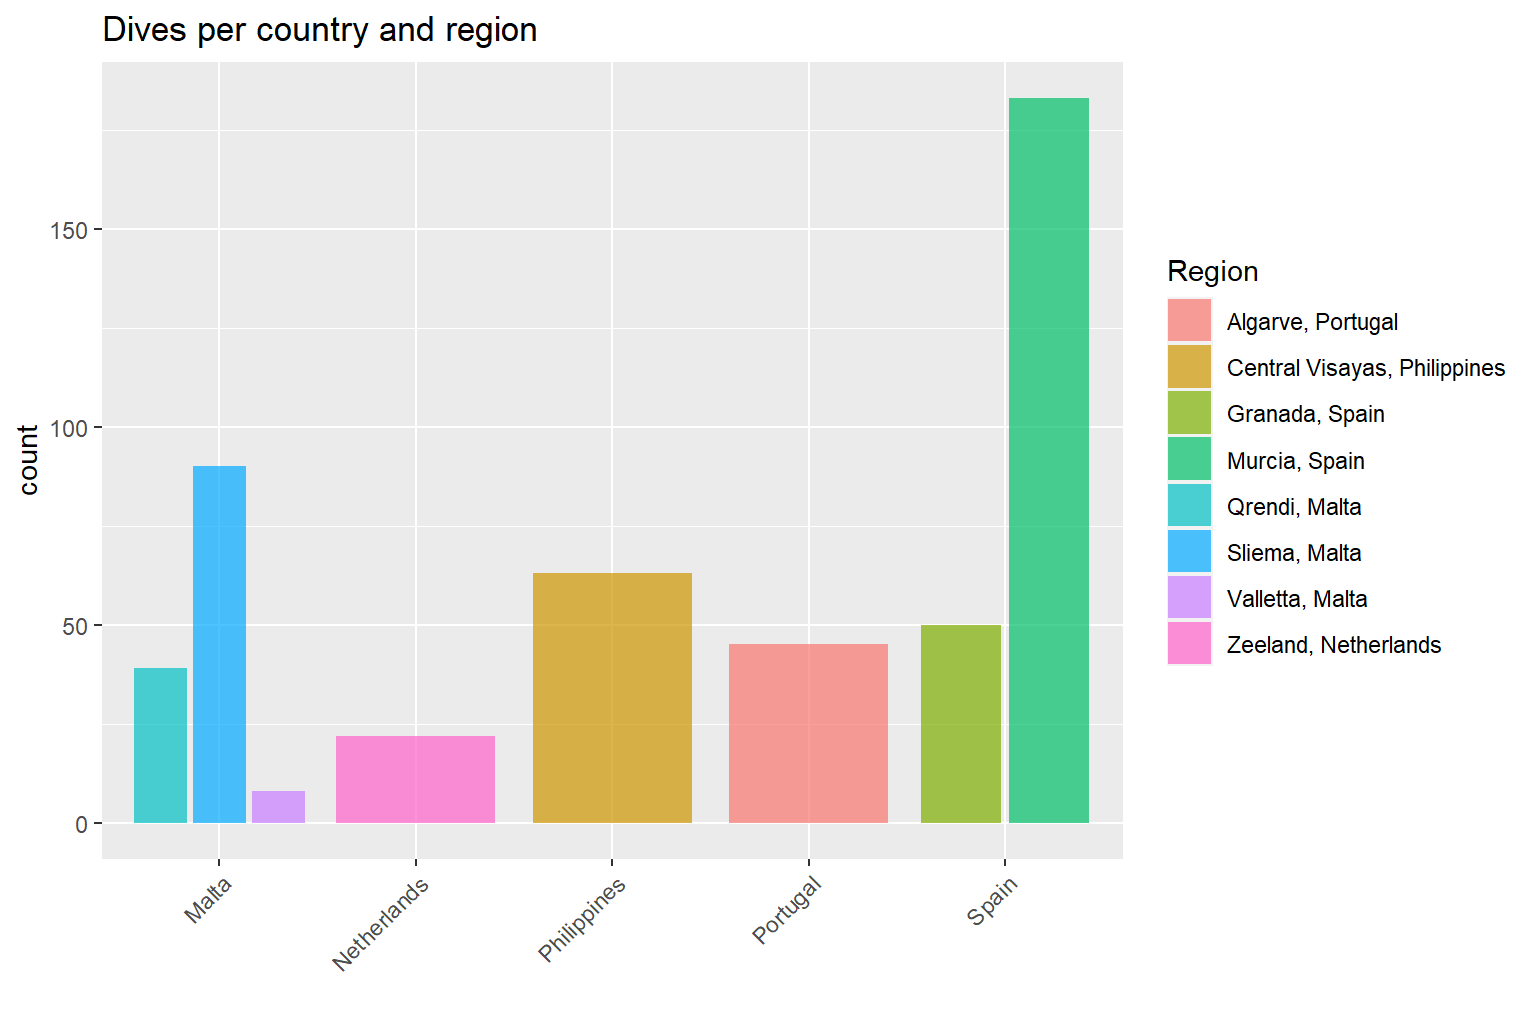 Dives per country and region
count
150
100
50
0
Malta
Netherlands
Philippines
Portugal
Spain
Region
Algarve, Portugal
Central Visayas, Philippines
Granada, Spain
Murcia, Spain
Qrendi, Malta
Sliema, Malta
Valletta, Malta
Zeeland, Netherlands